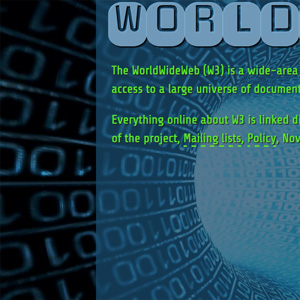 WORLD
The WorldWideWeb (W3) is a wide-area
access to a large universe of document
Everything online about W3 is linked d
of the project, Mailing lists, Policy, Nov